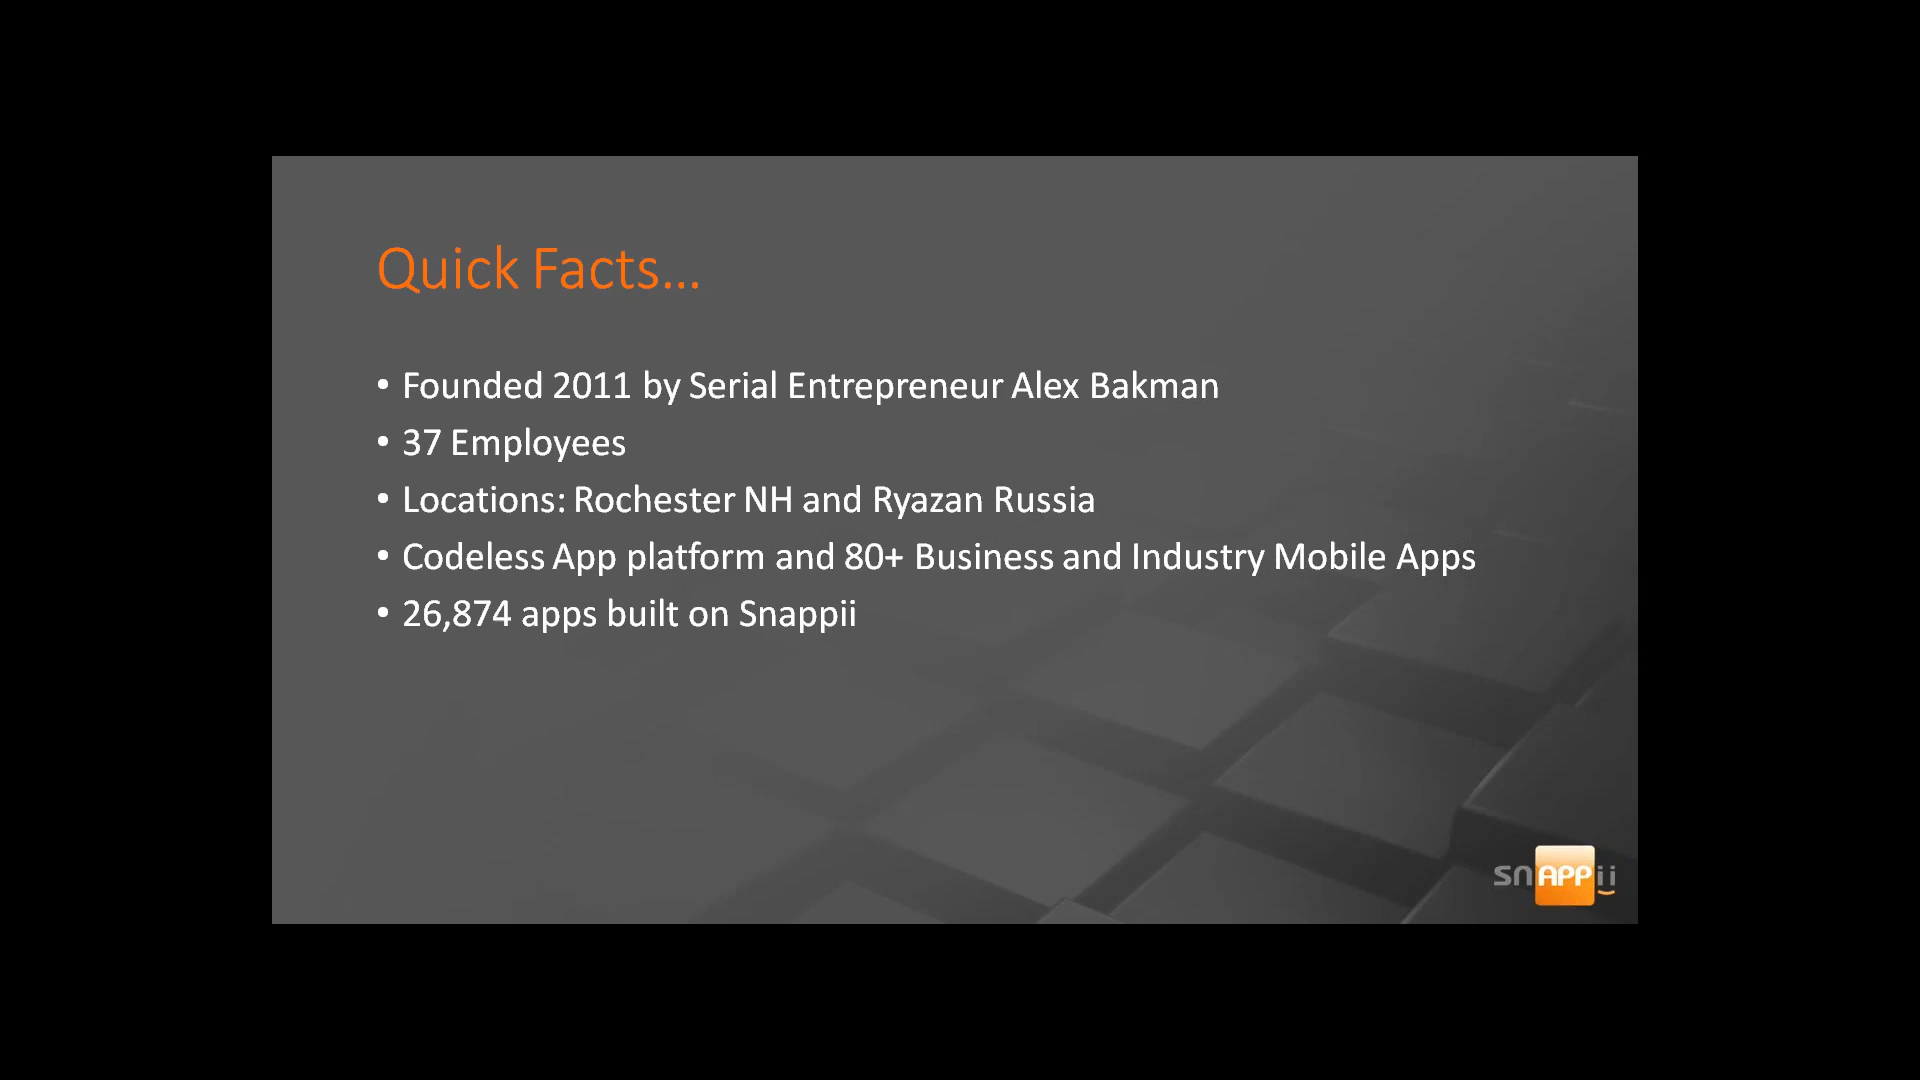 Quick Facts...
• Founded 2011 by Serial Entrepreneur Alex Bakman
• 37 Employees
• Locations: Rochester NH and Ryazan Russia
• Codeless App platform and 80+ Business and Industry Mobile Apps
• 26,874 apps built on Snappii
snAPPii